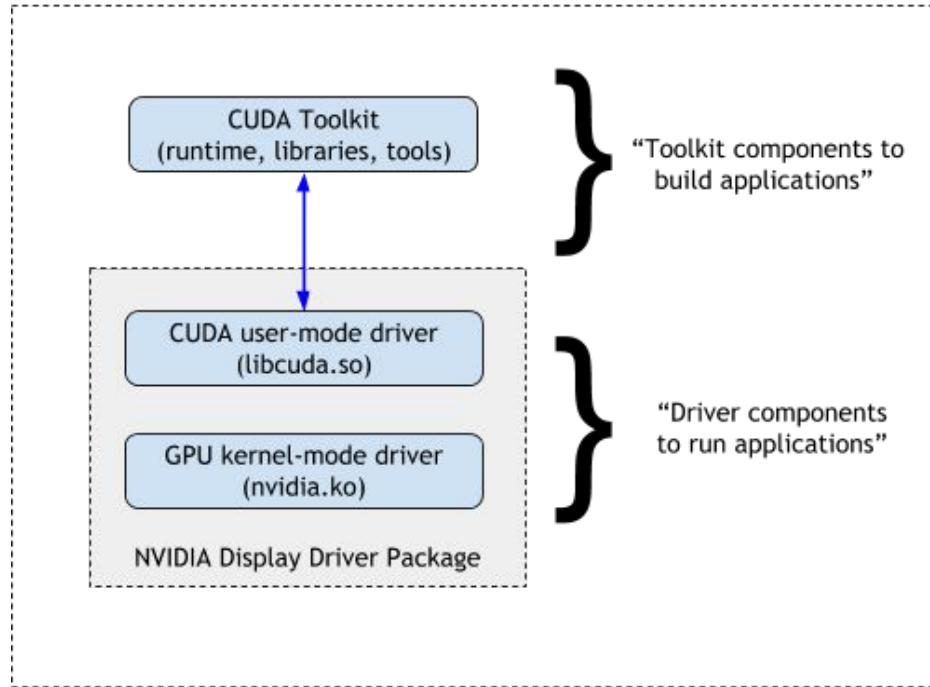 CUDA Toolkit
(runtime, libraries, tools)
“Toolkit components to
build applications”
CUDA user-mode driver
(libcuda.so)
GPU kernel-mode driver
(nvidia.ko)
NVIDIA Display Driver Package
“Driver components
to run applications”